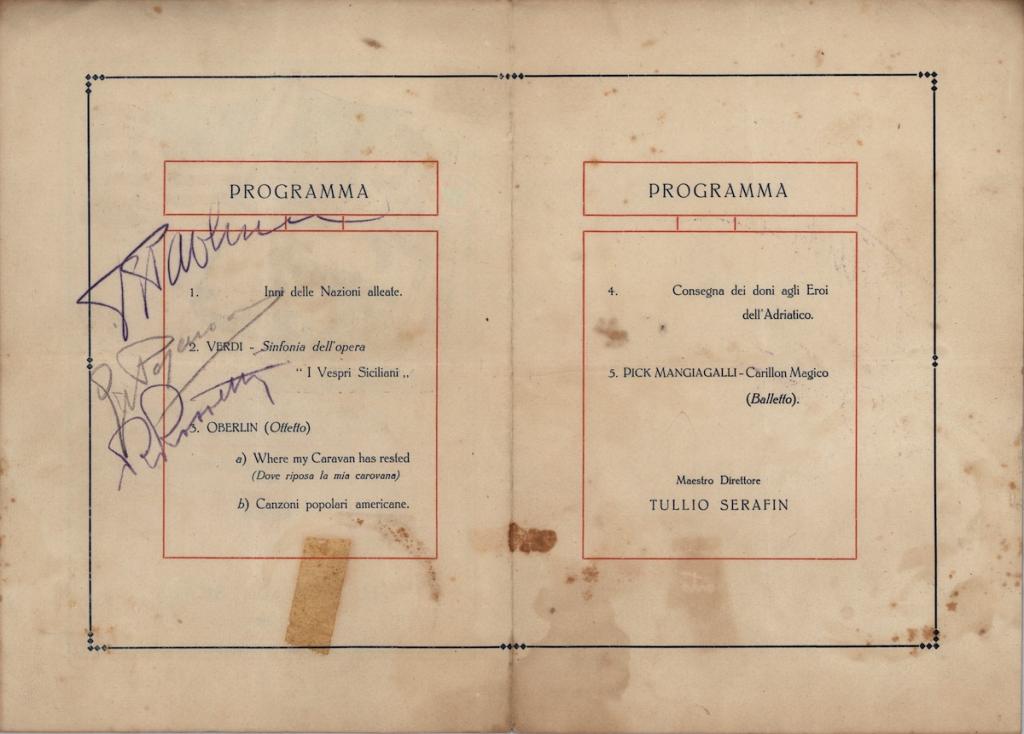 PROGRAMMA
1. Inni delle Nazioni alleate.
2. VERDI - Sinfonia dell'opera
“ I Vespri Siciliani „
3. OBERLIN (Offetto)
a) Where my Caravan has rested
(Dove riposa la mia carovana)
b) Canzoni popolari americane.
PROGRAMMA
4. Consegna dei doni agli Eroi
dell'Adriatico.
5. PICK MANGIAGALLI - Carillon Magico
(Balletto).
Maestro Direttore
TULLIO SERAFIN